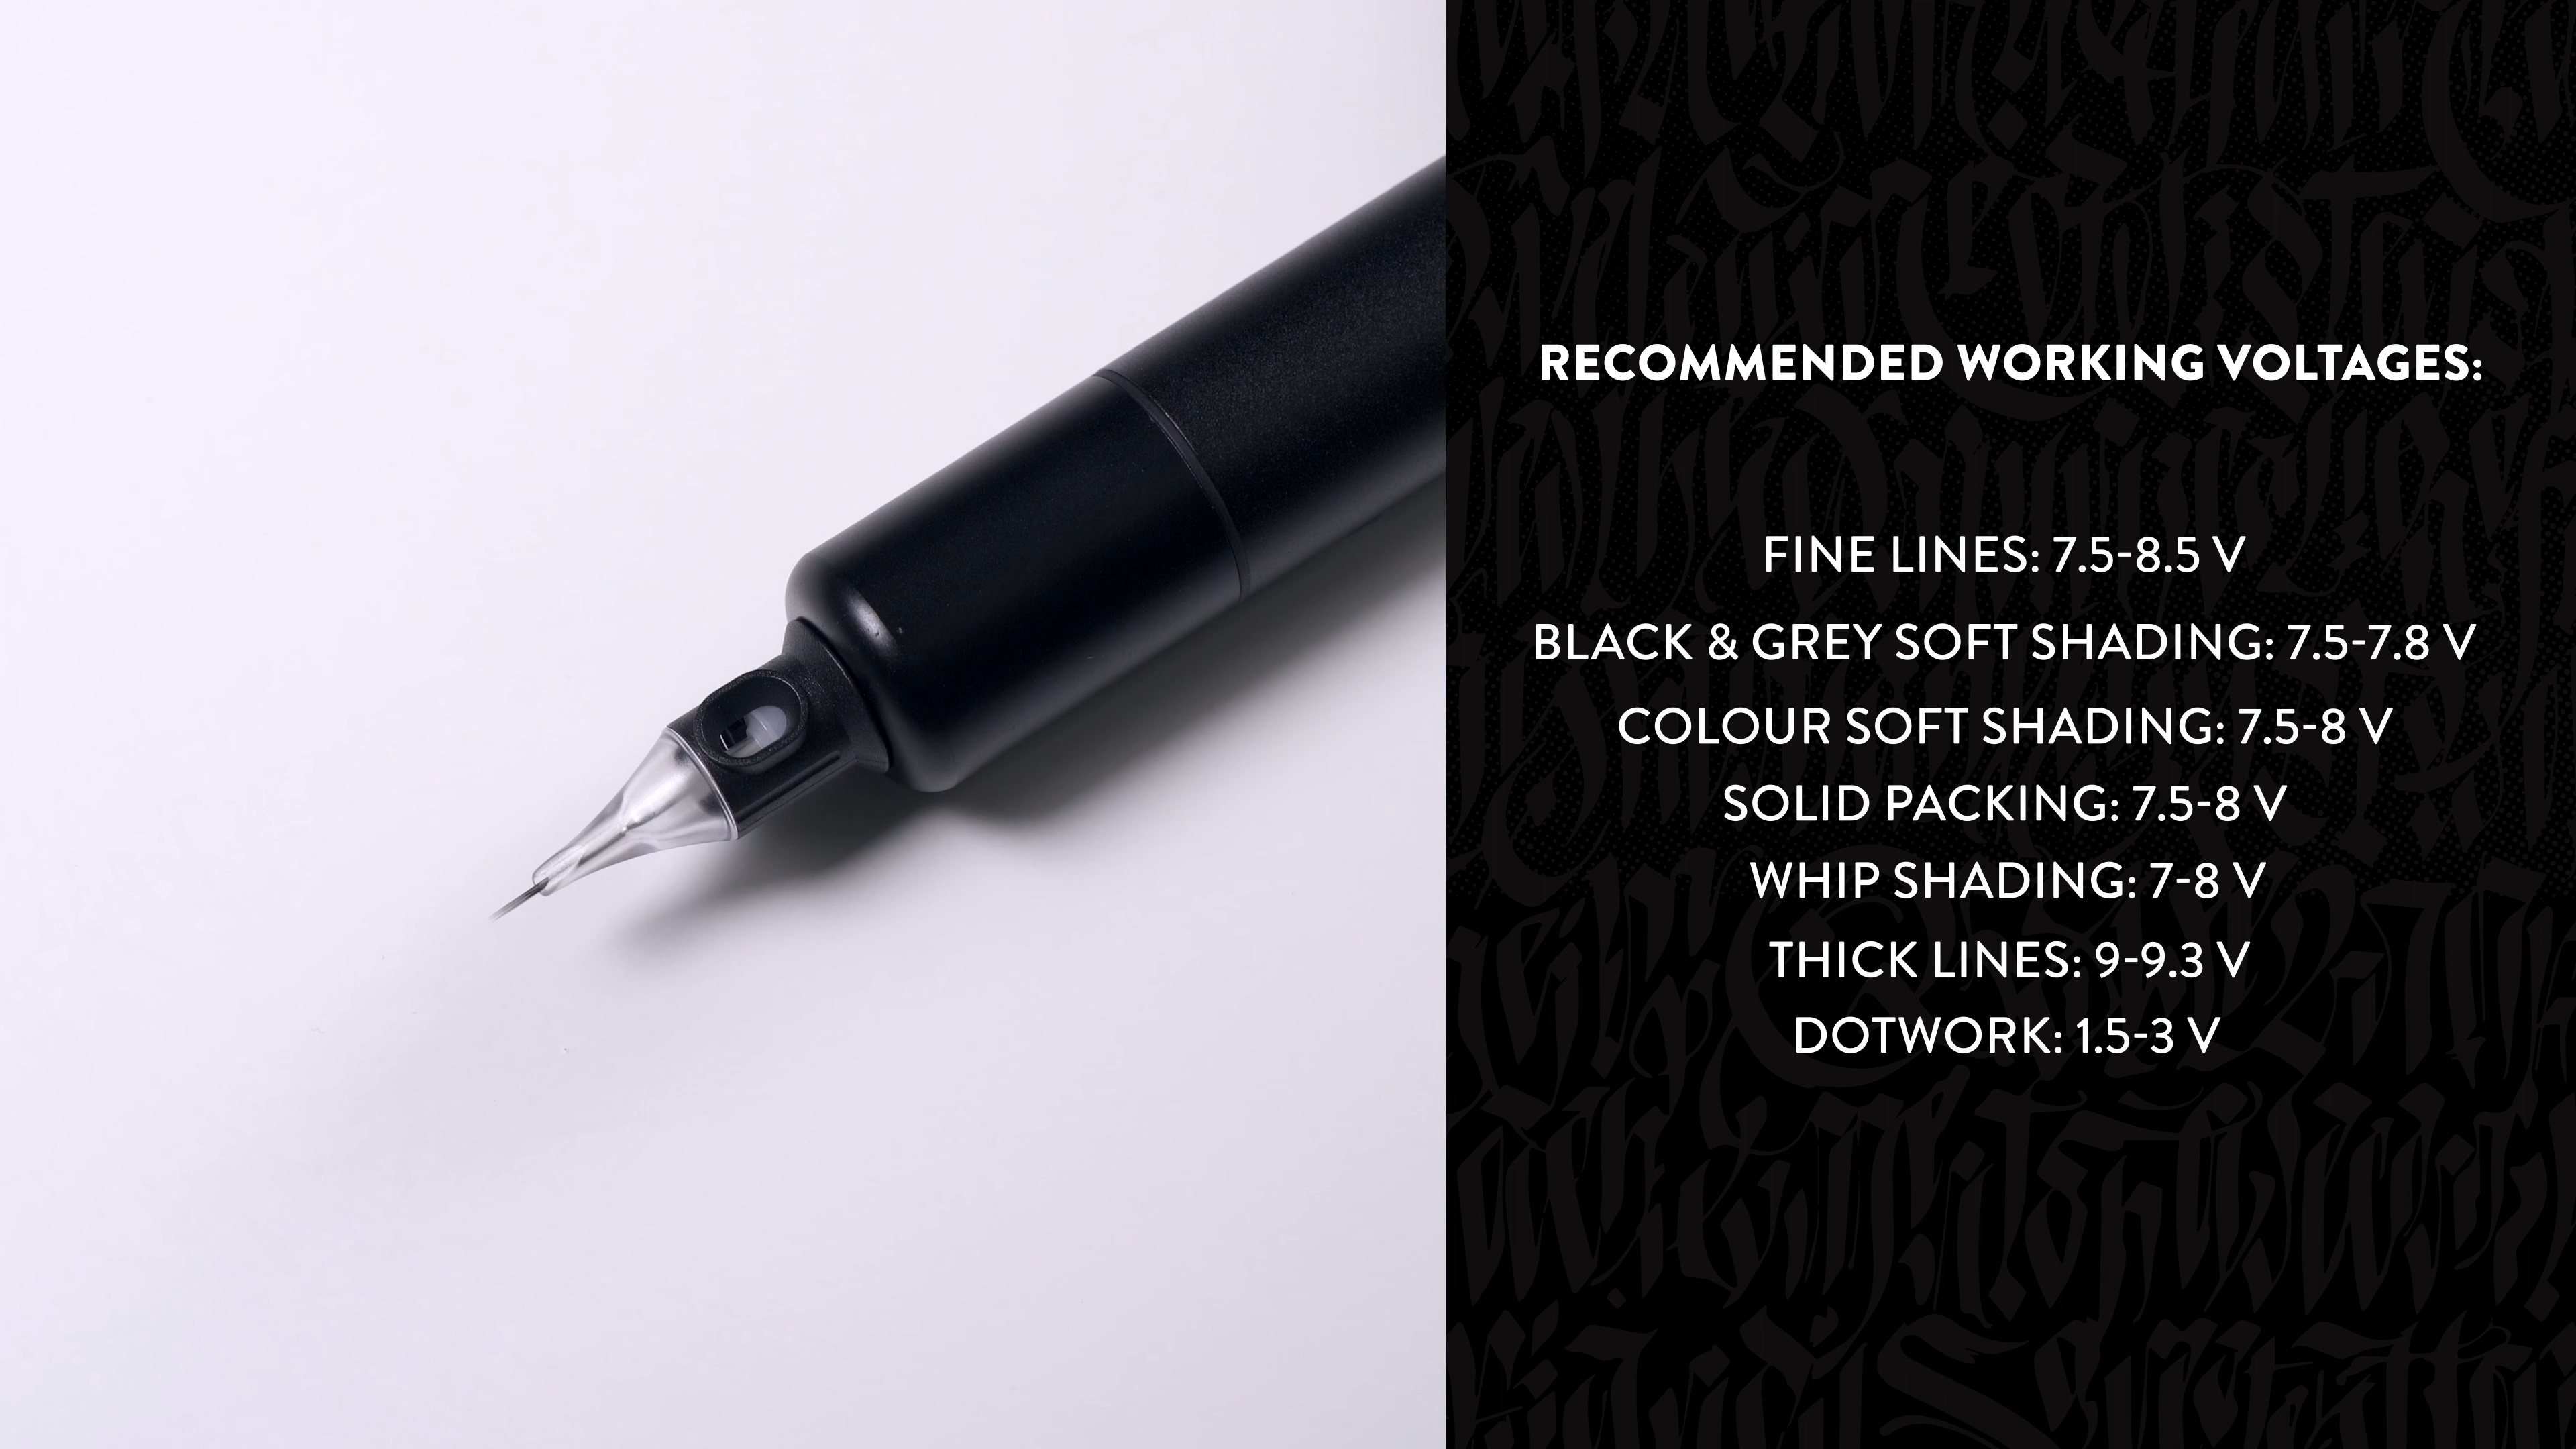 RECOMMENDED WORKING VOLTAGES:
FINE LINES: 7.5-8.5 V
BLACK & GREY SOFT SHADING: 7.5-7.8 V
COLOUR SOFT SHADING: 7.5-8 V
SOLID PACKING: 7.5-8 V
WHIP SHADING: 7-8 V
THICK LINES: 9-9.3 V
DOTWORK: 1.5-3 V